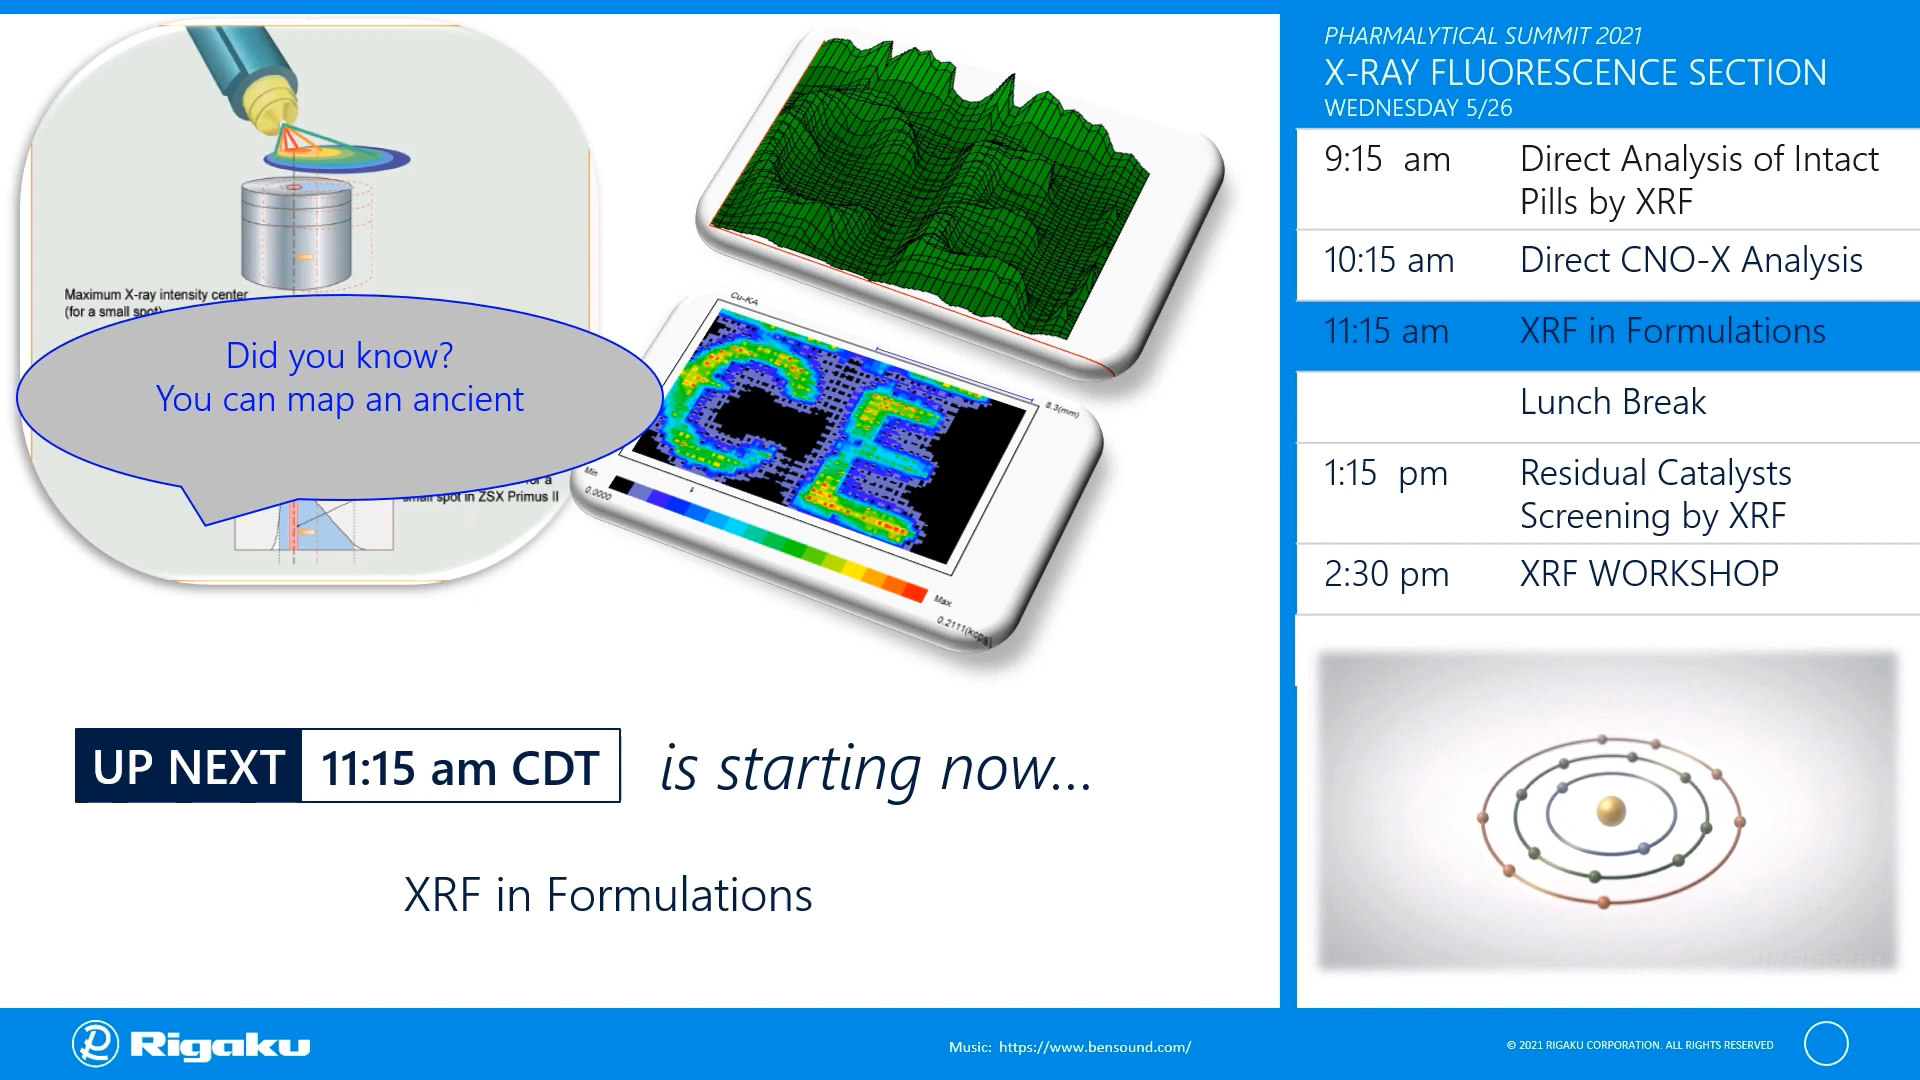 Maximum X-ray intensity center
(for a small spot)
Did you know?
You can map an ancient
for a
small spot in ZSX Primus II
Cu-KA
8.3(mm)
Min
0.0000
Max
0.2111(kcps)
UP NEXT 11:15 am CDT is starting now...
XRF in Formulations
PHARMALYTICAL SUMMIT 2021
X-RAY FLUORESCENCE SECTION
WEDNESDAY 5/26
9:15 am Direct Analysis of Intact
Pills by XRF
10:15 am Direct CNO-X Analysis
11:15 am XRF in Formulations
Lunch Break
1:15 pm Residual Catalysts
Screening by XRF
2:30 pm XRF WORKSHOP
Rigaku
Music: https://www.bensound.com/
© 2021 RIGAKU CORPORATION. ALL RIGHTS RESERVED